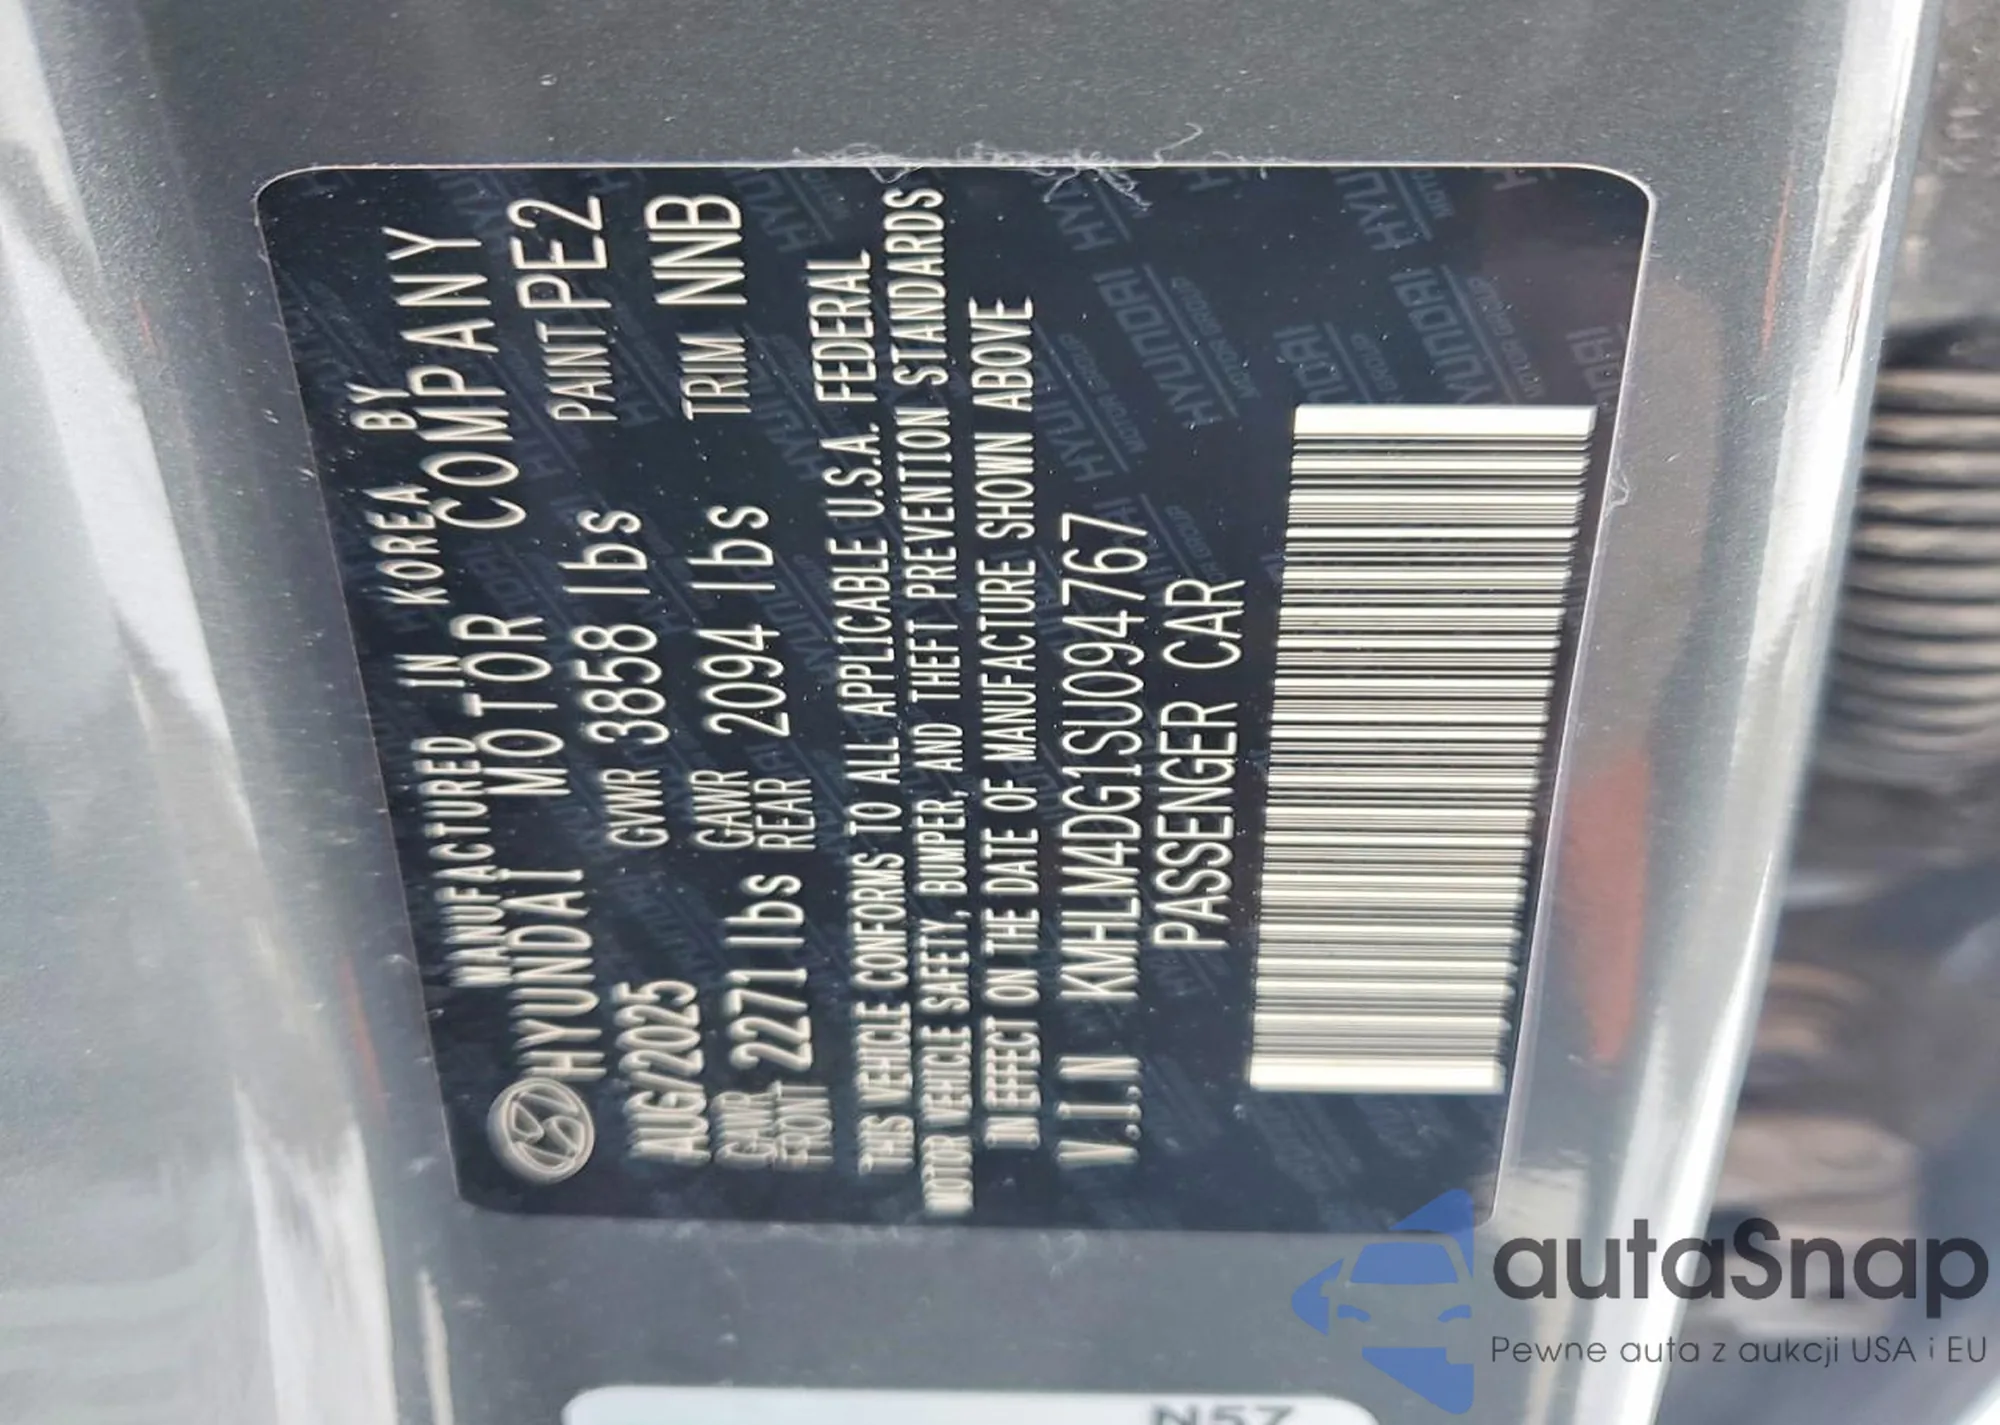 MANUFACTURED IN KOREA BY
HYUNDAI MOTOR COMPANY
AUG/2025 GVWR 3858 lbs PAINT PE2
GAWR FRONT 2271 lbs GAWR REAR 2094 lbs TRIM NNB
THIS VEHICLE CONFORMS TO ALL APPLICABLE U.S.A. FEDERAL
MOTOR VEHICLE SAFETY, BUMPER, AND THEFT PREVENTION STANDARDS
IN EFFECT ON THE DATE OF MANUFACTURE SHOWN ABOVE
V.I.N KMHLM4DG1SU094767
PASSENGER CAR
N57
autaSnap
Pewne auta z aukcji USA i EU